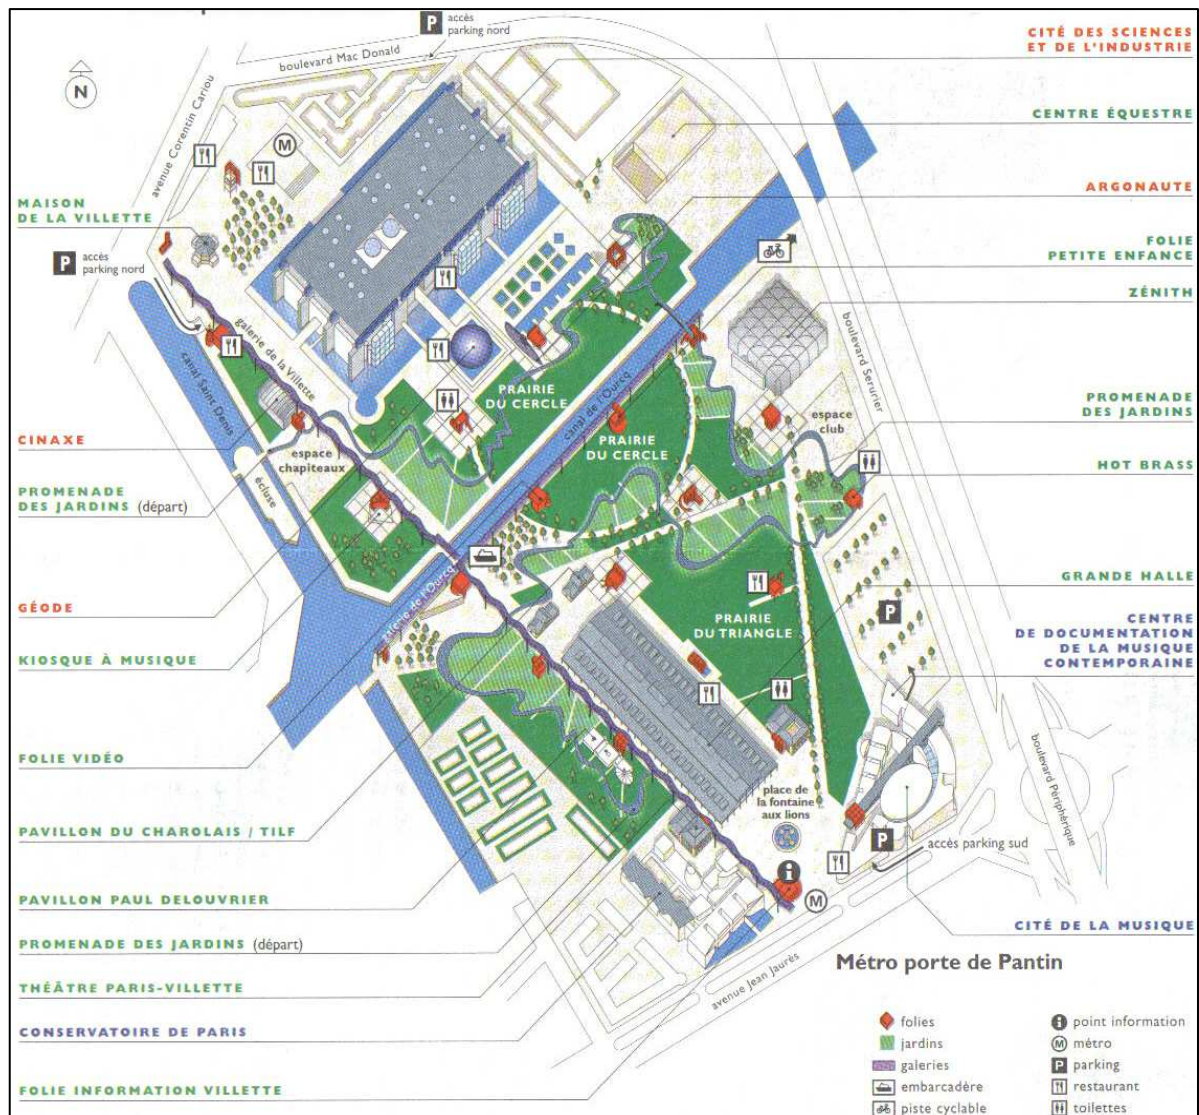 P accès
parking nord
boulevard Mac Donald
N
avenue Corentin Cariou
M
CITÉ DES SCIENCES
ET DE L'INDUSTRIE
CENTRE ÉQUESTRE
ARGONAUTE
FOLIE
PETITE ENFANCE
ZÉNITH
PROMENADE
DES JARDINS
HOT BRASS
GRANDE HALLE
CENTRE
DE DOCUMENTATION
DE LA MUSIQUE
CONTEMPORAINE
CITÉ DE LA MUSIQUE
MAISON
DE LA VILLETTE
P accès
parking nord
CINAXE
PROMENADE
DES JARDINS (départ)
GÉODE
KIOSQUE À MUSIQUE
FOLIE VIDÉO
PAVILLON DU CHAROLAIS / TILF
PAVILLON PAUL DELOUVRIER
PROMENADE DES JARDINS (départ)
THÉÂTRE PARIS-VILLETTE
CONSERVATOIRE DE PARIS
FOLIE INFORMATION VILLETTE
galerie de la Villette
canal Saint Denis
espace
chapiteaux
écluse
PRAIRIE
DU CERCLE
canal de l'Ourcq
PRAIRIE
DU CERCLE
boulevard Serurier
espace
club
galerie de l'Ourcq
PRAIRIE
DU TRIANGLE
P
place de
la fontaine
aux lions
boulevard Périphérique
P
accès parking sud
i
M
avenue Jean Jaurès
Métro porte de Pantin
folies
jardins
galeries
embarcadère
piste cyclable
i point information
M métro
P parking
restaurant
toilettes